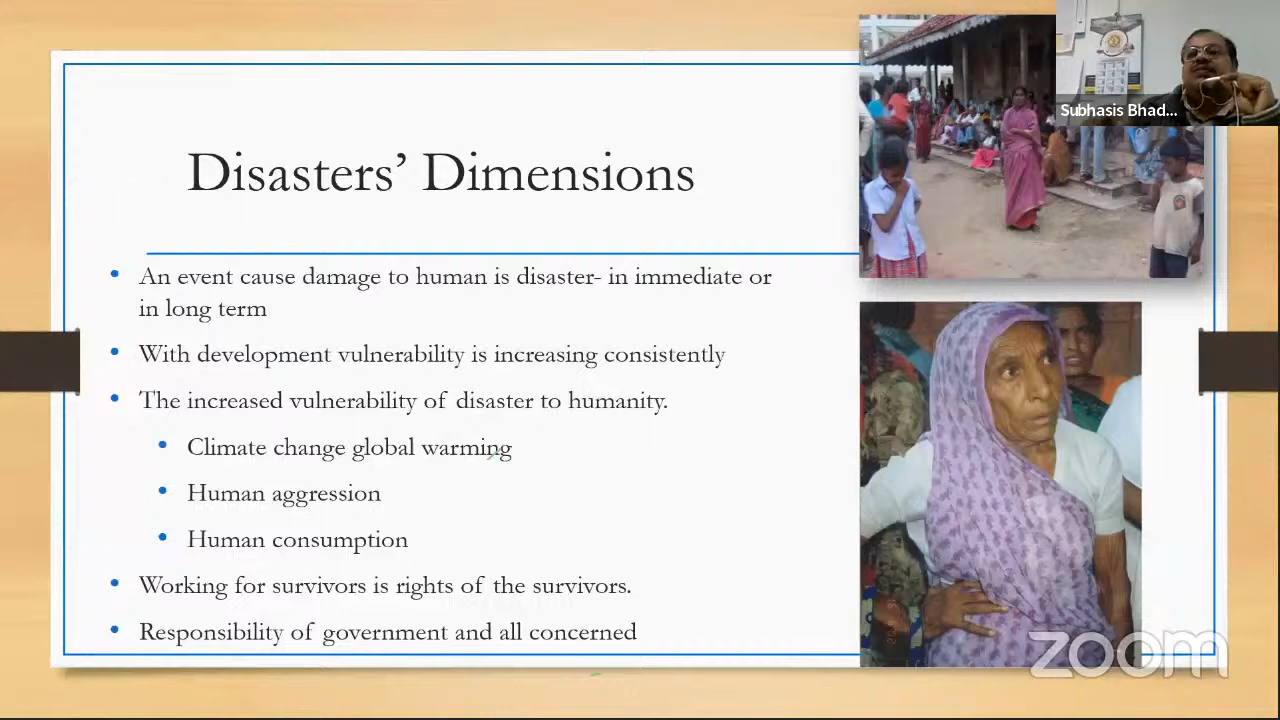 Subhasis Bhad...
Disasters’ Dimensions
• An event cause damage to human is disaster- in immediate or
in long term
• With development vulnerability is increasing consistently
• The increased vulnerability of disaster to humanity.
• Climate change global warming
• Human aggression
• Human consumption
• Working for survivors is rights of the survivors.
• Responsibility of government and all concerned
zoom